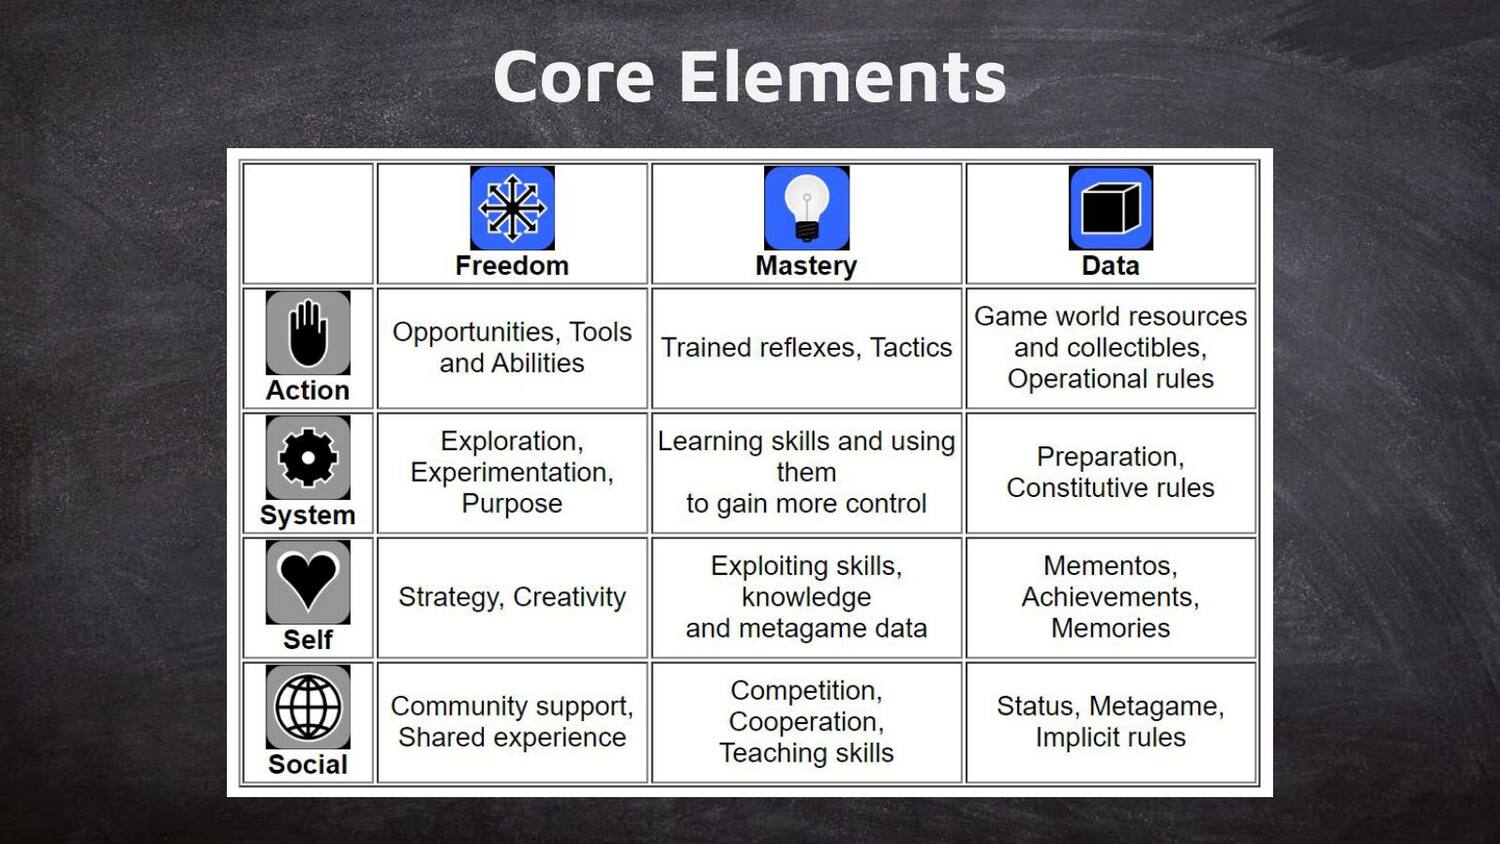 Core Elements
Freedom
Mastery
Data
Action
Opportunities, Tools
and Abilities
Trained reflexes, Tactics
Game world resources
and collectibles,
Operational rules
System
Exploration,
Experimentation,
Purpose
Learning skills and using
them
to gain more control
Preparation,
Constitutive rules
Self
Strategy, Creativity
Exploiting skills,
knowledge
and metagame data
Mementos,
Achievements,
Memories
Social
Community support,
Shared experience
Competition,
Cooperation,
Teaching skills
Status, Metagame,
Implicit rules